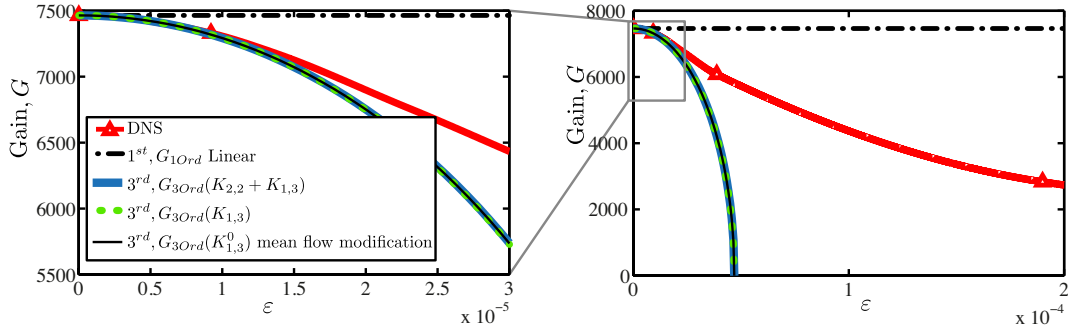 7500
7000
6500
6000
5500
Gain, G
0
0.5
1
1.5
2
2.5
3
x 10⁻⁵
ε
DNS
1ˢᵗ, G₁Ord Linear
3ʳᵈ, G₃Ord(K₂,₂ + K₁,₃)
3ʳᵈ, G₃Ord(K₁,₃)
3ʳᵈ, G₃Ord(K⁰₁,₃) mean flow modification
8000
6000
4000
2000
0
Gain, G
1
2
x 10⁻⁴
ε